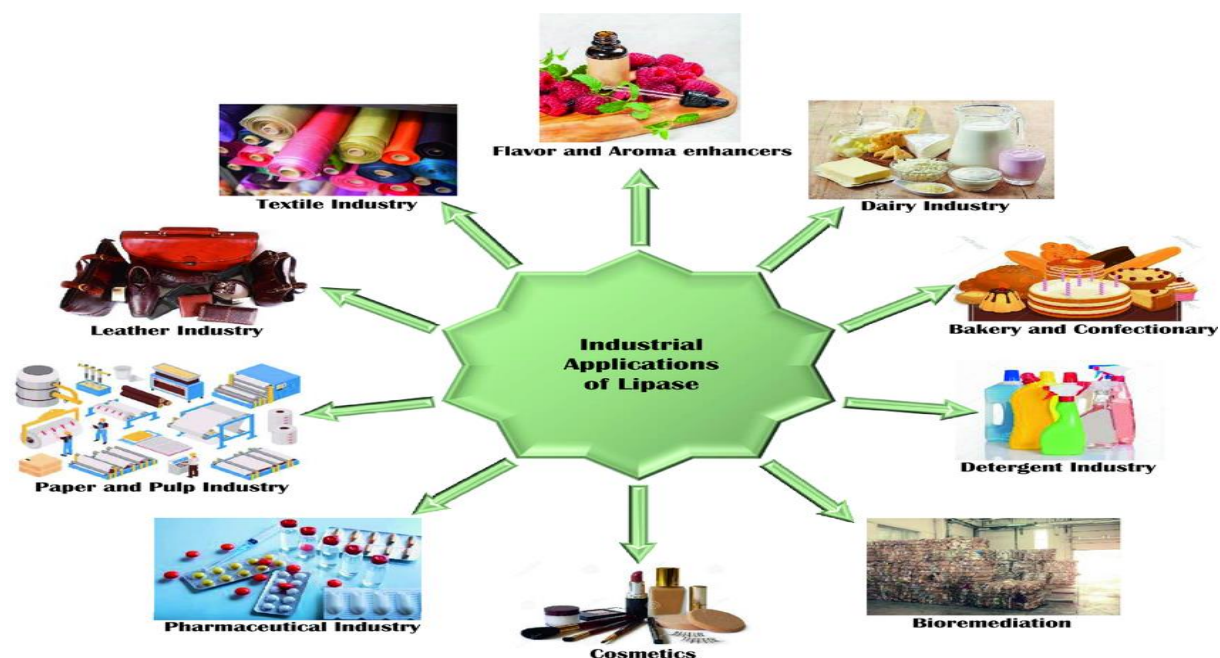 Flavor and Aroma enhancers
Textile Industry
Dairy Industry
Leather Industry
Bakery and Confectionary
Industrial
Applications
of Lipase
Paper and Pulp Industry
Detergent Industry
Pharmaceutical Industry
Bioremediation
Cosmetics